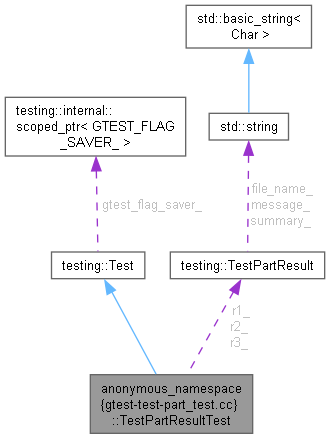 std::basic_string<
Char >
testing::internal::
scoped_ptr< GTEST_FLAG
_SAVER_ >
std::string
gtest_flag_saver_
file_name_
message_
summary_
testing::Test
testing::TestPartResult
r1_
r2_
r3_
anonymous_namespace
{gtest-test-part_test.cc}
::TestPartResultTest